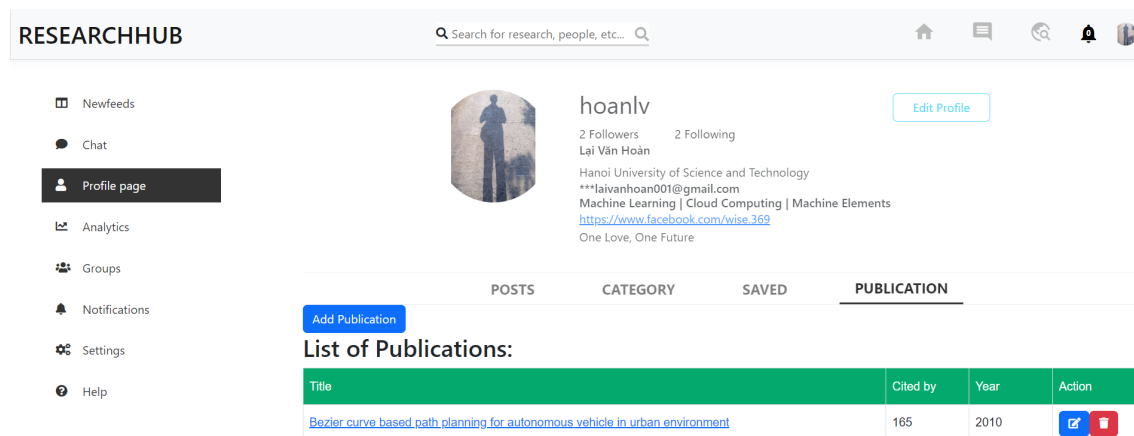 RESEARCHHUB
Search for research, people, etc...
0
Newfeeds
Chat
Profile page
Analytics
Groups
Notifications
Settings
Help
hoanlv
Edit Profile
2 Followers 2 Following
Lại Văn Hoàn
Hanoi University of Science and Technology
***laivanhoan001@gmail.com
Machine Learning | Cloud Computing | Machine Elements
https://www.facebook.com/wise.369
One Love, One Future
POSTS CATEGORY SAVED PUBLICATION
Add Publication
List of Publications:
Title Cited by Year Action
Bezier curve based path planning for autonomous vehicle in urban environment 165 2010